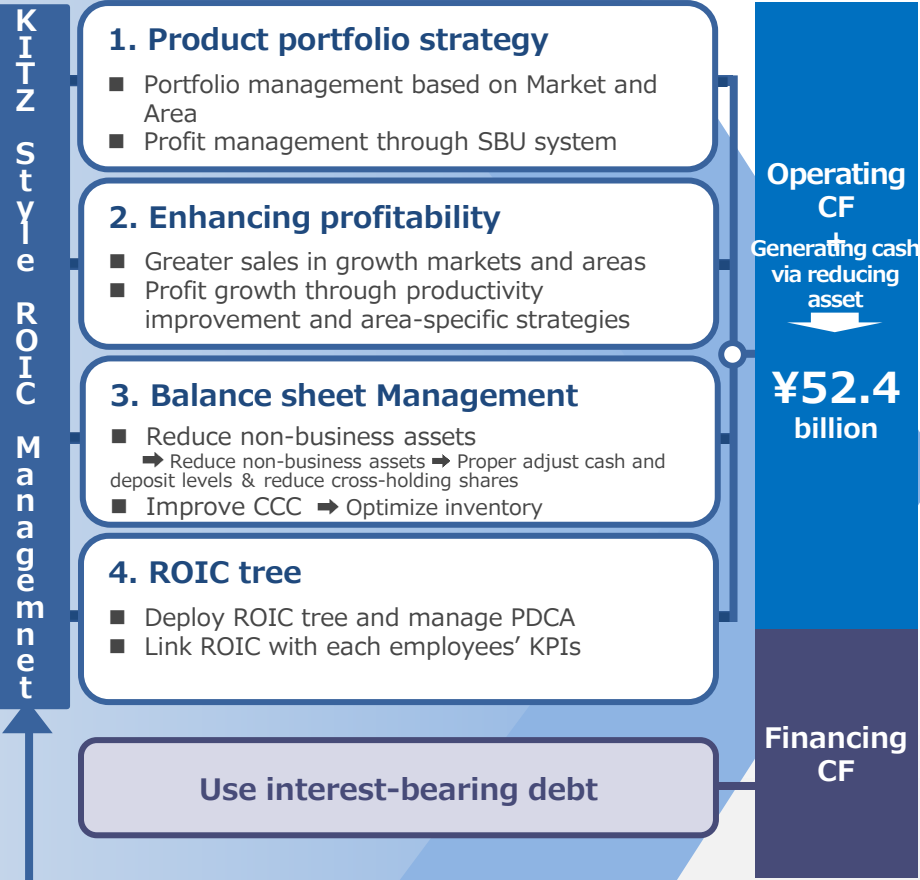 KITZ Style ROIC Managemnet
1. Product portfolio strategy
■ Portfolio management based on Market and
Area
■ Profit management through SBU system
2. Enhancing profitability
■ Greater sales in growth markets and areas
■ Profit growth through productivity
improvement and area-specific strategies
3. Balance sheet Management
■ Reduce non-business assets
➡ Reduce non-business assets ➡ Proper adjust cash and
deposit levels & reduce cross-holding shares
■ Improve CCC ➡ Optimize inventory
4. ROIC tree
■ Deploy ROIC tree and manage PDCA
■ Link ROIC with each employees’ KPIs
Use interest-bearing debt
Operating
CF
+
Generating cash
via reducing
asset
¥52.4
billion
Financing
CF